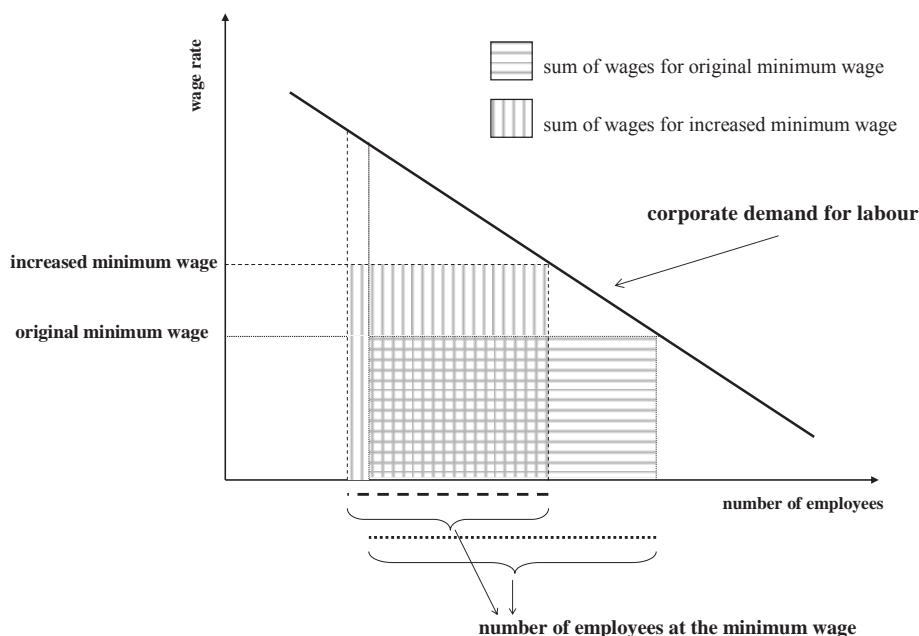 wage rate
sum of wages for original minimum wage
sum of wages for increased minimum wage
corporate demand for labour
increased minimum wage
original minimum wage
number of employees
number of employees at the minimum wage